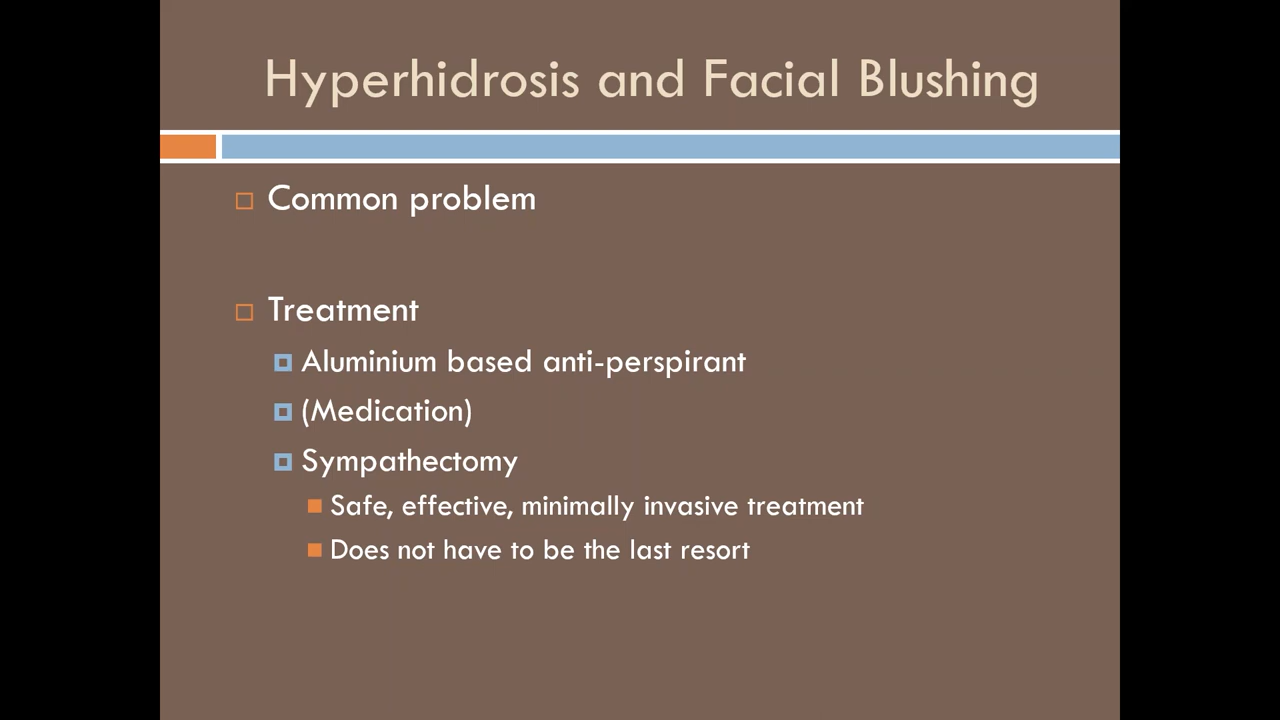 Hyperhidrosis and Facial Blushing
Common problem
Treatment
Aluminium based anti-perspirant
(Medication)
Sympathectomy
Safe, effective, minimally invasive treatment
Does not have to be the last resort